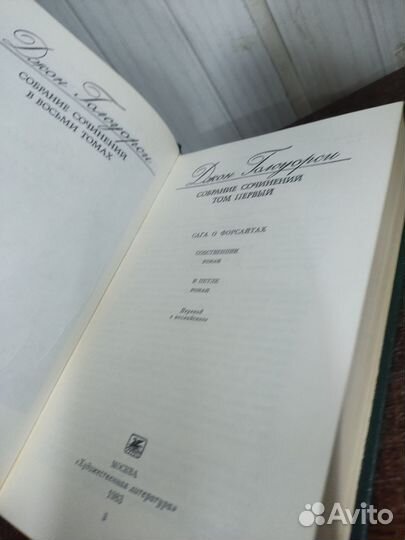 Джон Голсуорси
СОБРАНИЕ СОЧИНЕНИЙ
В ВОСЬМИ ТОМАХ
Джон Голсуорси
СОБРАНИЕ СОЧИНЕНИЙ
ТОМ ПЕРВЫЙ
САГА О ФОРСАЙТАХ
СОБСТВЕННИК
РОМАН
В ПЕТЛЕ
РОМАН
Перевод
с английского
МОСКВА
«Художественная литература»
1983
Avito